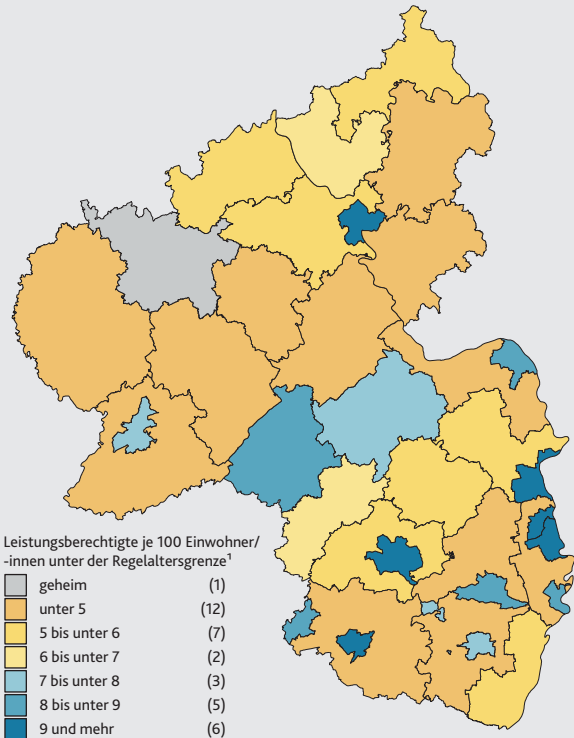 Leistungsberechtigte je 100 Einwohner/
-innen unter der Regelaltersgrenze¹
geheim (1)
unter 5 (12)
5 bis unter 6 (7)
6 bis unter 7 (2)
7 bis unter 8 (3)
8 bis unter 9 (5)
9 und mehr (6)